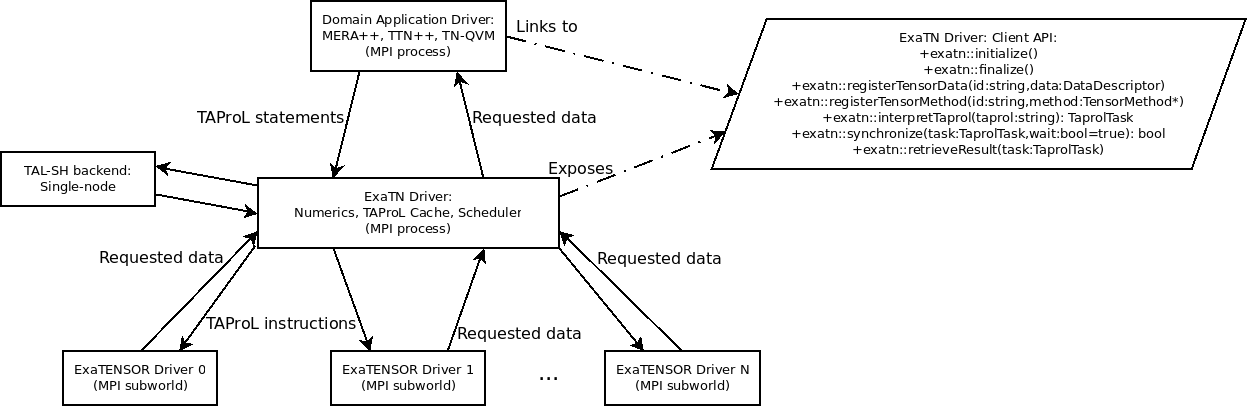 Domain Application Driver:
MERA++, TTN++, TN-QVM
(MPI process)
Links to
ExaTN Driver: Client API:
+exatn::initialize()
+exatn::finalize()
+exatn::registerTensorData(id:string,data:DataDescriptor)
+exatn::registerTensorMethod(id:string,method:TensorMethod*)
+exatn::interpretTaprol(taprol:string): TaprolTask
+exatn::synchronize(task:TaprolTask,wait:bool=true): bool
+exatn::retrieveResult(task:TaprolTask)
TAProL statements
Requested data
TAL-SH backend:
Single-node
Exposes
ExaTN Driver:
Numerics, TAProL Cache, Scheduler
(MPI process)
Requested data
Requested data
TAProL instructions
Requested data
ExaTENSOR Driver 0
(MPI subworld)
ExaTENSOR Driver 1
(MPI subworld)
...
ExaTENSOR Driver N
(MPI subworld)